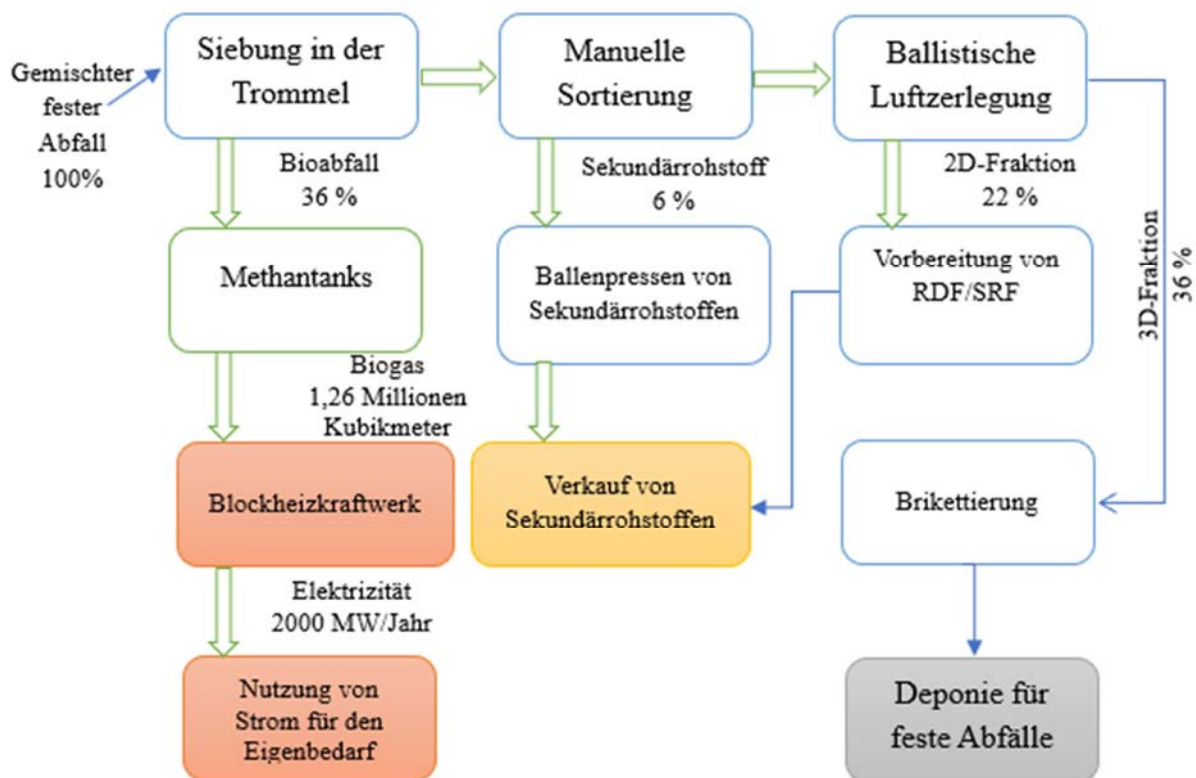 Gemischter
fester
Abfall
100%
Siebung in der
Trommel
Manuelle
Sortierung
Ballistische
Luftzerlegung
Bioabfall
36 %
Sekundärrohstoff
6 %
2D-Fraktion
22 %
3D-Fraktion
36 %
Methantanks
Ballenpressen von
Sekundärrohstoffen
Vorbereitung von
RDF/SRF
Biogas
1,26 Millionen
Kubikmeter
Blockheizkraftwerk
Verkauf von
Sekundärrohstoffen
Brikettierung
Elektrizität
2000 MW/Jahr
Nutzung von
Strom für den
Eigenbedarf
Deponie für
feste Abfälle